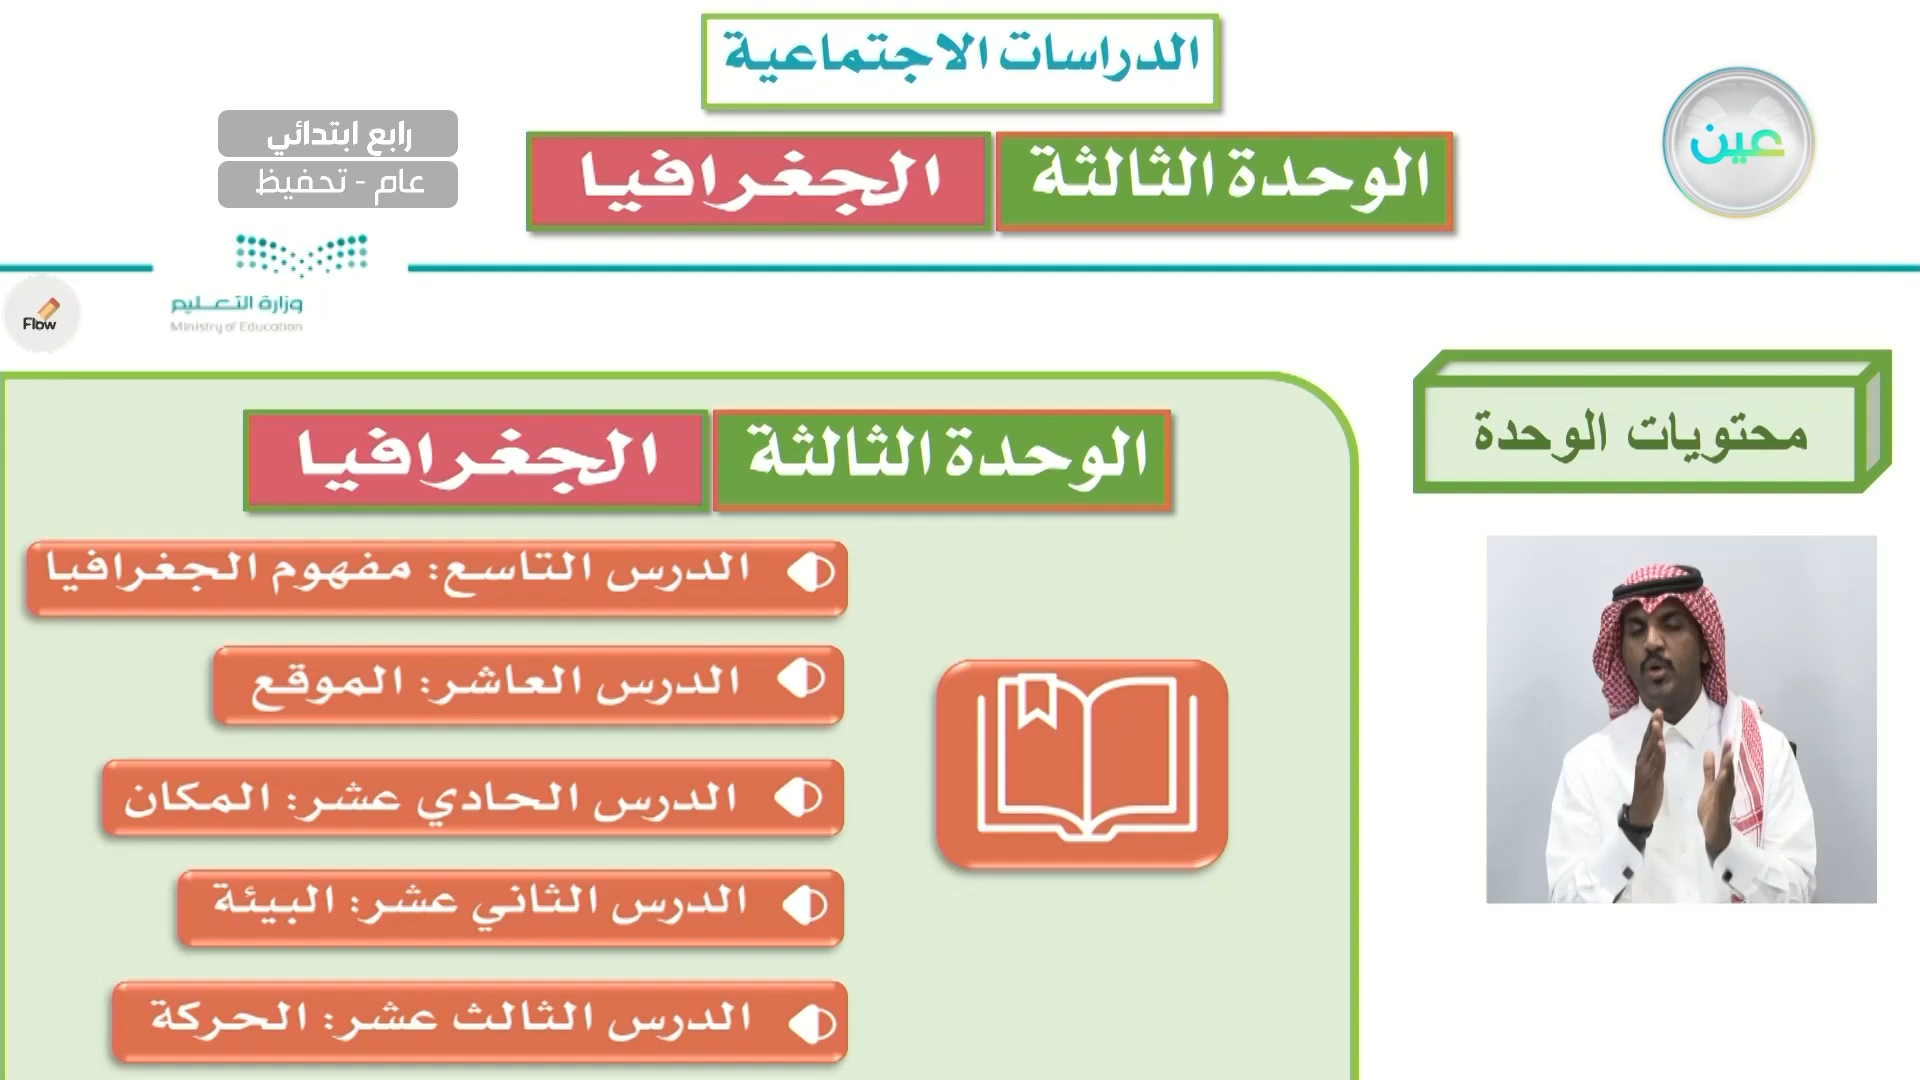 الدراسات الاجتماعية
عين
رابع ابتدائي
عام - تحفيظ
الوحدة الثالثة الجغرافيا
وزارة التعليم
Ministry of Education
Flow
محتويات الوحدة
الوحدة الثالثة الجغرافيا
الدرس التاسع: مفهوم الجغرافيا
الدرس العاشر: الموقع
الدرس الحادي عشر: المكان
الدرس الثاني عشر: البيئة
الدرس الثالث عشر: الحركة